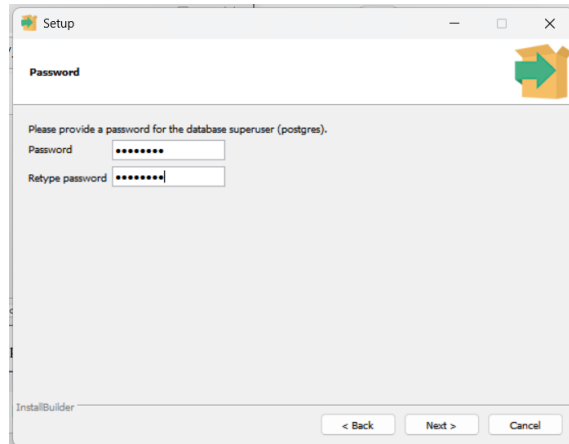 Setup
Password
Please provide a password for the database superuser (postgres).
Password ••••••••
Retype password ••••••••
InstallBuilder
< Back Next > Cancel